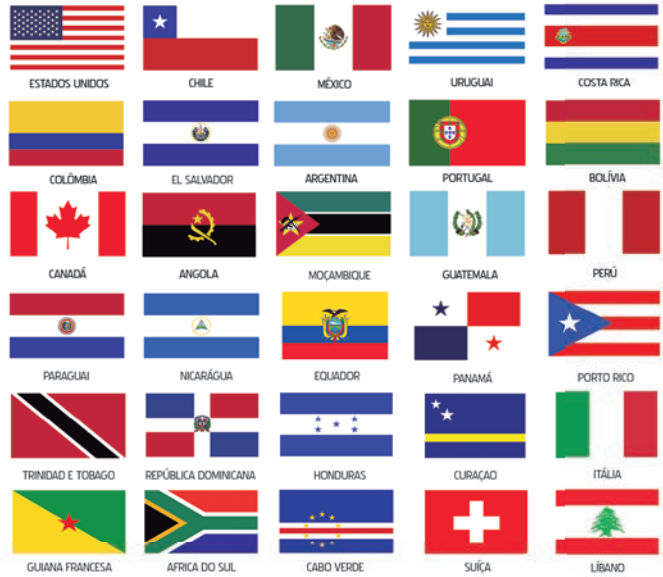 ESTADOS UNIDOS
CHILE
MÉXICO
URUGUAI
COSTA RICA
COLÔMBIA
EL SALVADOR
ARGENTINA
PORTUGAL
BOLÍVIA
CANADÁ
ANGOLA
MOÇAMBIQUE
GUATEMALA
PERÚ
PARAGUAI
NICARÁGUA
EQUADOR
PANAMÁ
PORTO RICO
TRINIDAD E TOBAGO
REPÚBLICA DOMINICANA
HONDURAS
CURAÇAO
ITÁLIA
GUIANA FRANCESA
AFRICA DO SUL
CABO VERDE
SUÍÇA
LÍBANO